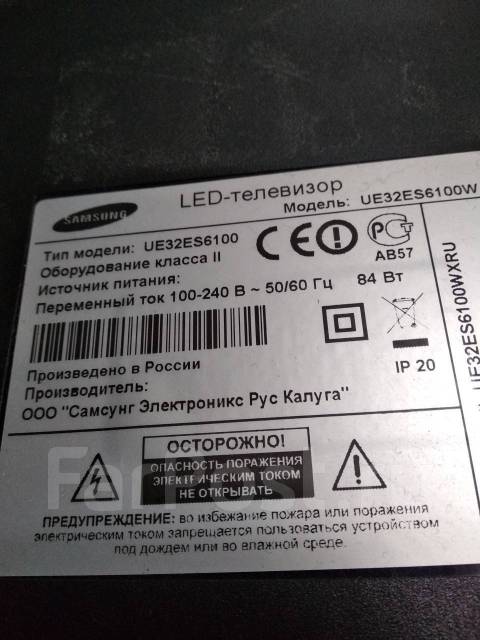 SAMSUNG
LED-телевизор
Модель: UE32ES6100W
Тип модели: UE32ES6100
Оборудование класса II
Источник питания:
Переменный ток 100-240 В ~ 50/60 Гц 84 Вт
CE
АВ57
IP 20
Произведено в России
Производитель:
ООО "Самсунг Электроникс Рус Калуга"
ОСТОРОЖНО!
ОПАСНОСТЬ ПОРАЖЕНИЯ
ЭЛЕКТРИЧЕСКИМ ТОКОМ
НЕ ОТКРЫВАТЬ
ПРЕДУПРЕЖДЕНИЕ: во избежание пожара или поражения
электрическим током запрещается пользоваться устройством
под дождем или во влажной среде.
UE32ES6100WXRU